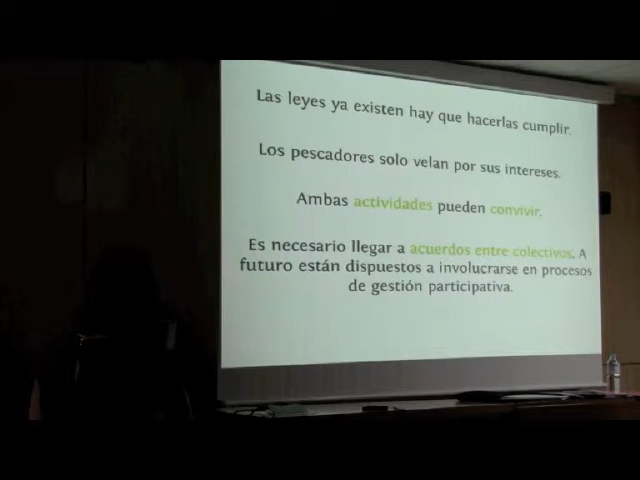 Las leyes ya existen hay que hacerlas cumplir.
Los pescadores solo velan por sus intereses.
Ambas actividades pueden convivir.
Es necesario llegar a acuerdos entre colectivos. A
futuro están dispuestos a involucrarse en procesos
de gestión participativa.